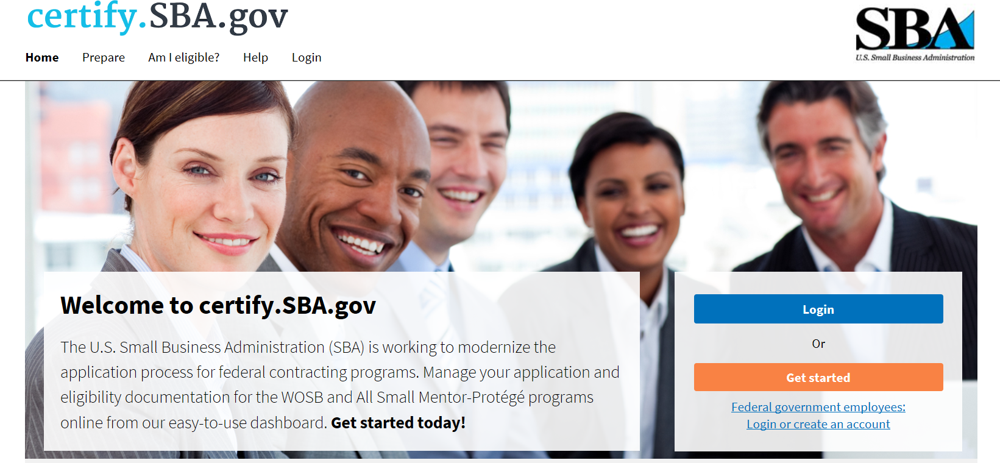 certify.SBA.gov
SBA
U.S. Small Business Administration
Home Prepare Am I eligible? Help Login
Welcome to certify.SBA.gov
The U.S. Small Business Administration (SBA) is working to modernize the
application process for federal contracting programs. Manage your application and
eligibility documentation for the WOSB and All Small Mentor-Protégé programs
online from our easy-to-use dashboard. Get started today!
Login
Or
Get started
Federal government employees:
Login or create an account